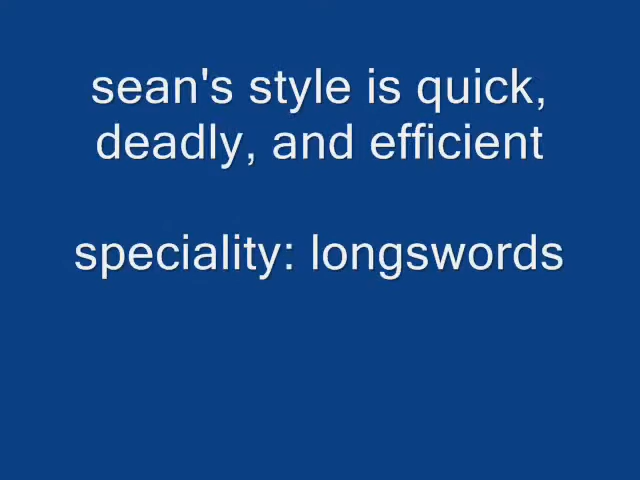 sean's style is quick,
deadly, and efficient
speciality: longswords